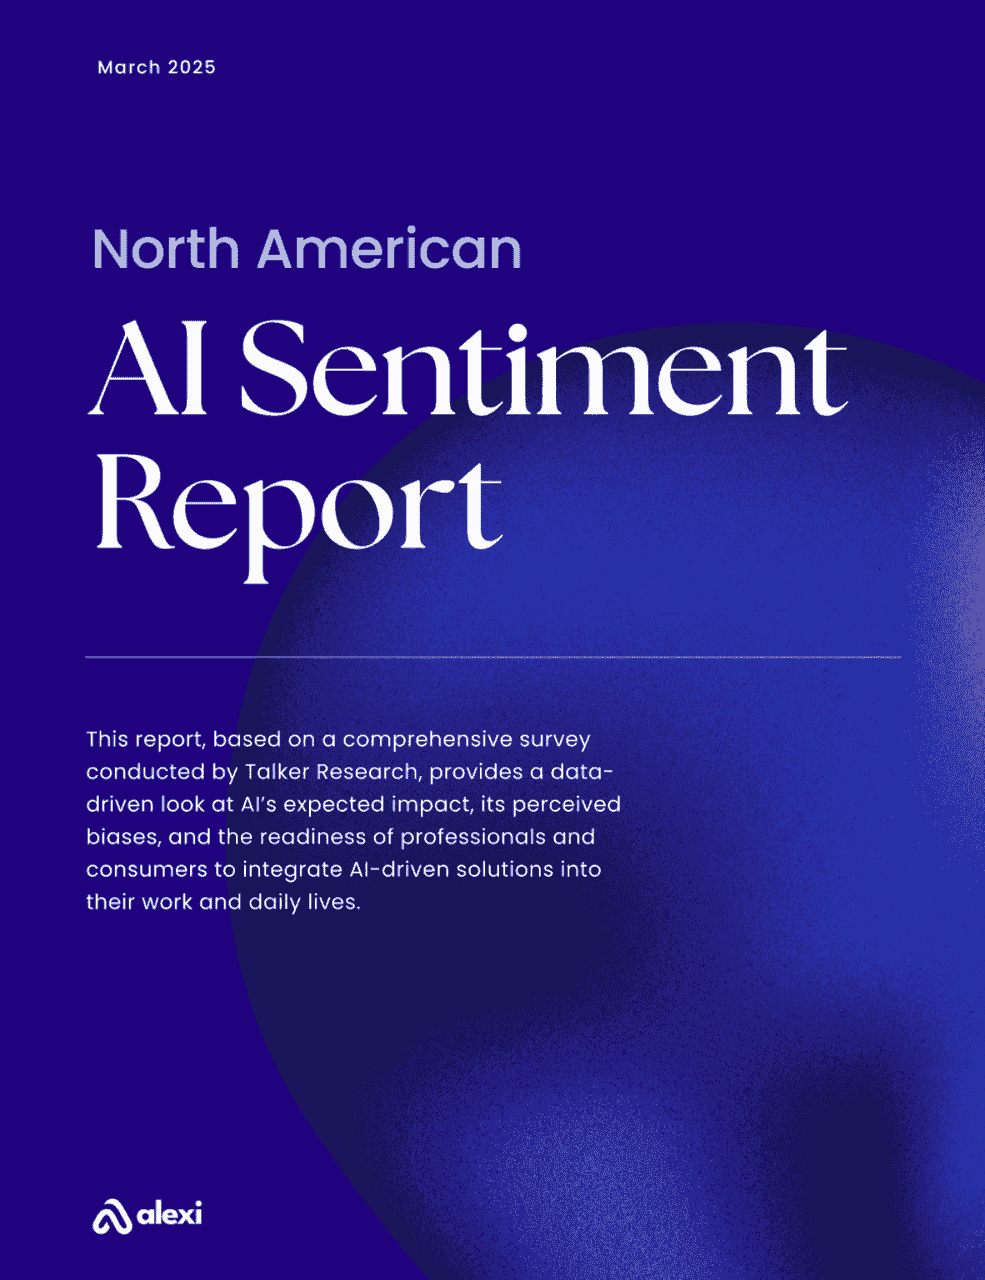 March 2025
North American
AI Sentiment
Report
This report, based on a comprehensive survey
conducted by Talker Research, provides a data-
driven look at AI’s expected impact, its perceived
biases, and the readiness of professionals and
consumers to integrate AI-driven solutions into
their work and daily lives.
alexi